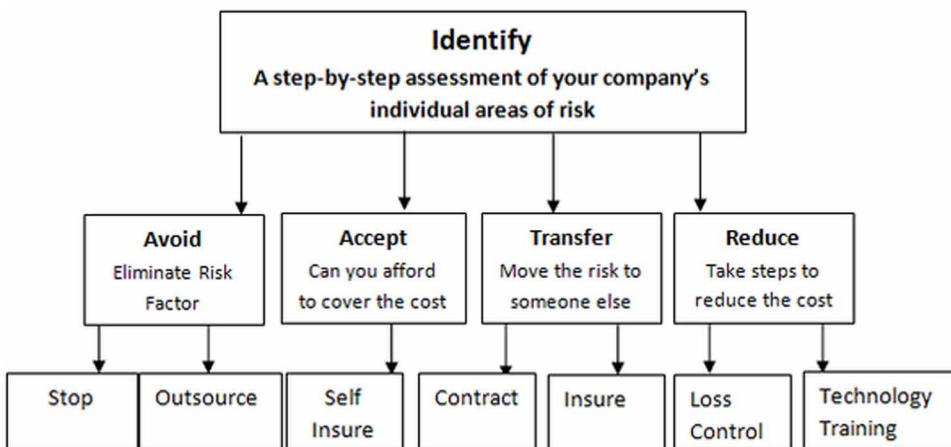 Identify
A step-by-step assessment of your company's
individual areas of risk
Avoid
Eliminate Risk
Factor
Accept
Can you afford
to cover the cost
Transfer
Move the risk to
someone else
Reduce
Take steps to
reduce the cost
Stop
Outsource
Self
Insure
Contract
Insure
Loss
Control
Technology
Training